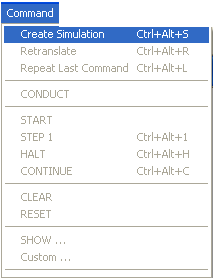 Command
Create Simulation Ctrl+Alt+S
Retranslate Ctrl+Alt+R
Repeat Last Command Ctrl+Alt+L
CONDUCT
START
STEP 1 Ctrl+Alt+1
HALT Ctrl+Alt+H
CONTINUE Ctrl+Alt+C
CLEAR
RESET
SHOW ...
Custom ...